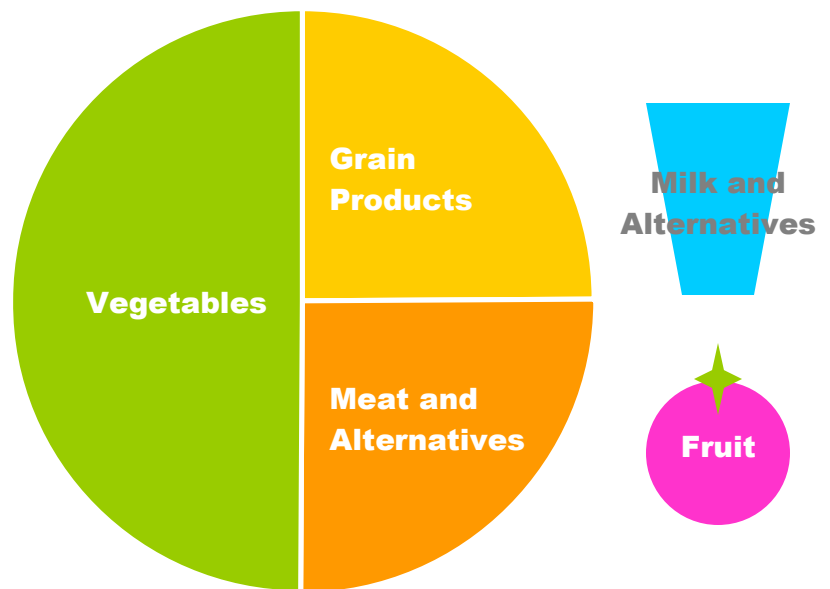 Grain
Products
Milk and
Alternatives
Vegetables
Meat and
Alternatives
Fruit